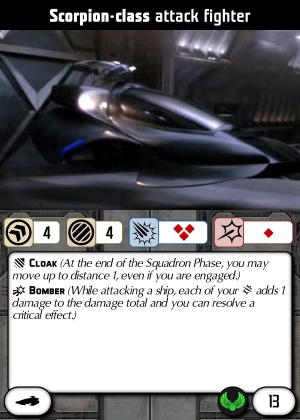 Scorpion-class attack fighter
4 4
CLOAK (At the end of the Squadron Phase, you may
move up to distance 1, even if you are engaged.)
BOMBER (While attacking a ship, each of your adds 1
damage to the damage total and you can resolve a
critical effect.)
13